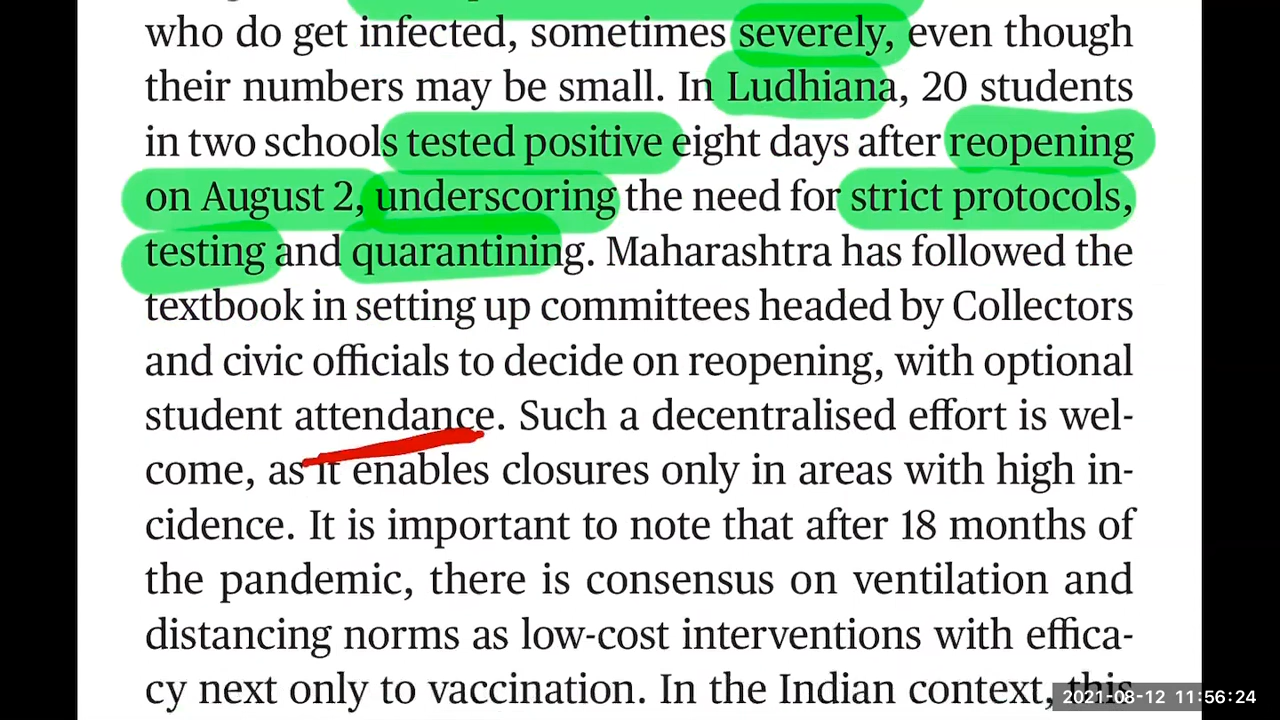 who do get infected, sometimes severely, even though
their numbers may be small. In Ludhiana, 20 students
in two schools tested positive eight days after reopening
on August 2, underscoring the need for strict protocols,
testing and quarantining. Maharashtra has followed the
textbook in setting up committees headed by Collectors
and civic officials to decide on reopening, with optional
student attendance. Such a decentralised effort is wel-
come, as it enables closures only in areas with high in-
cidence. It is important to note that after 18 months of
the pandemic, there is consensus on ventilation and
distancing norms as low-cost interventions with effica-
cy next only to vaccination. In the Indian context, this
2021-08-12 11:56:24